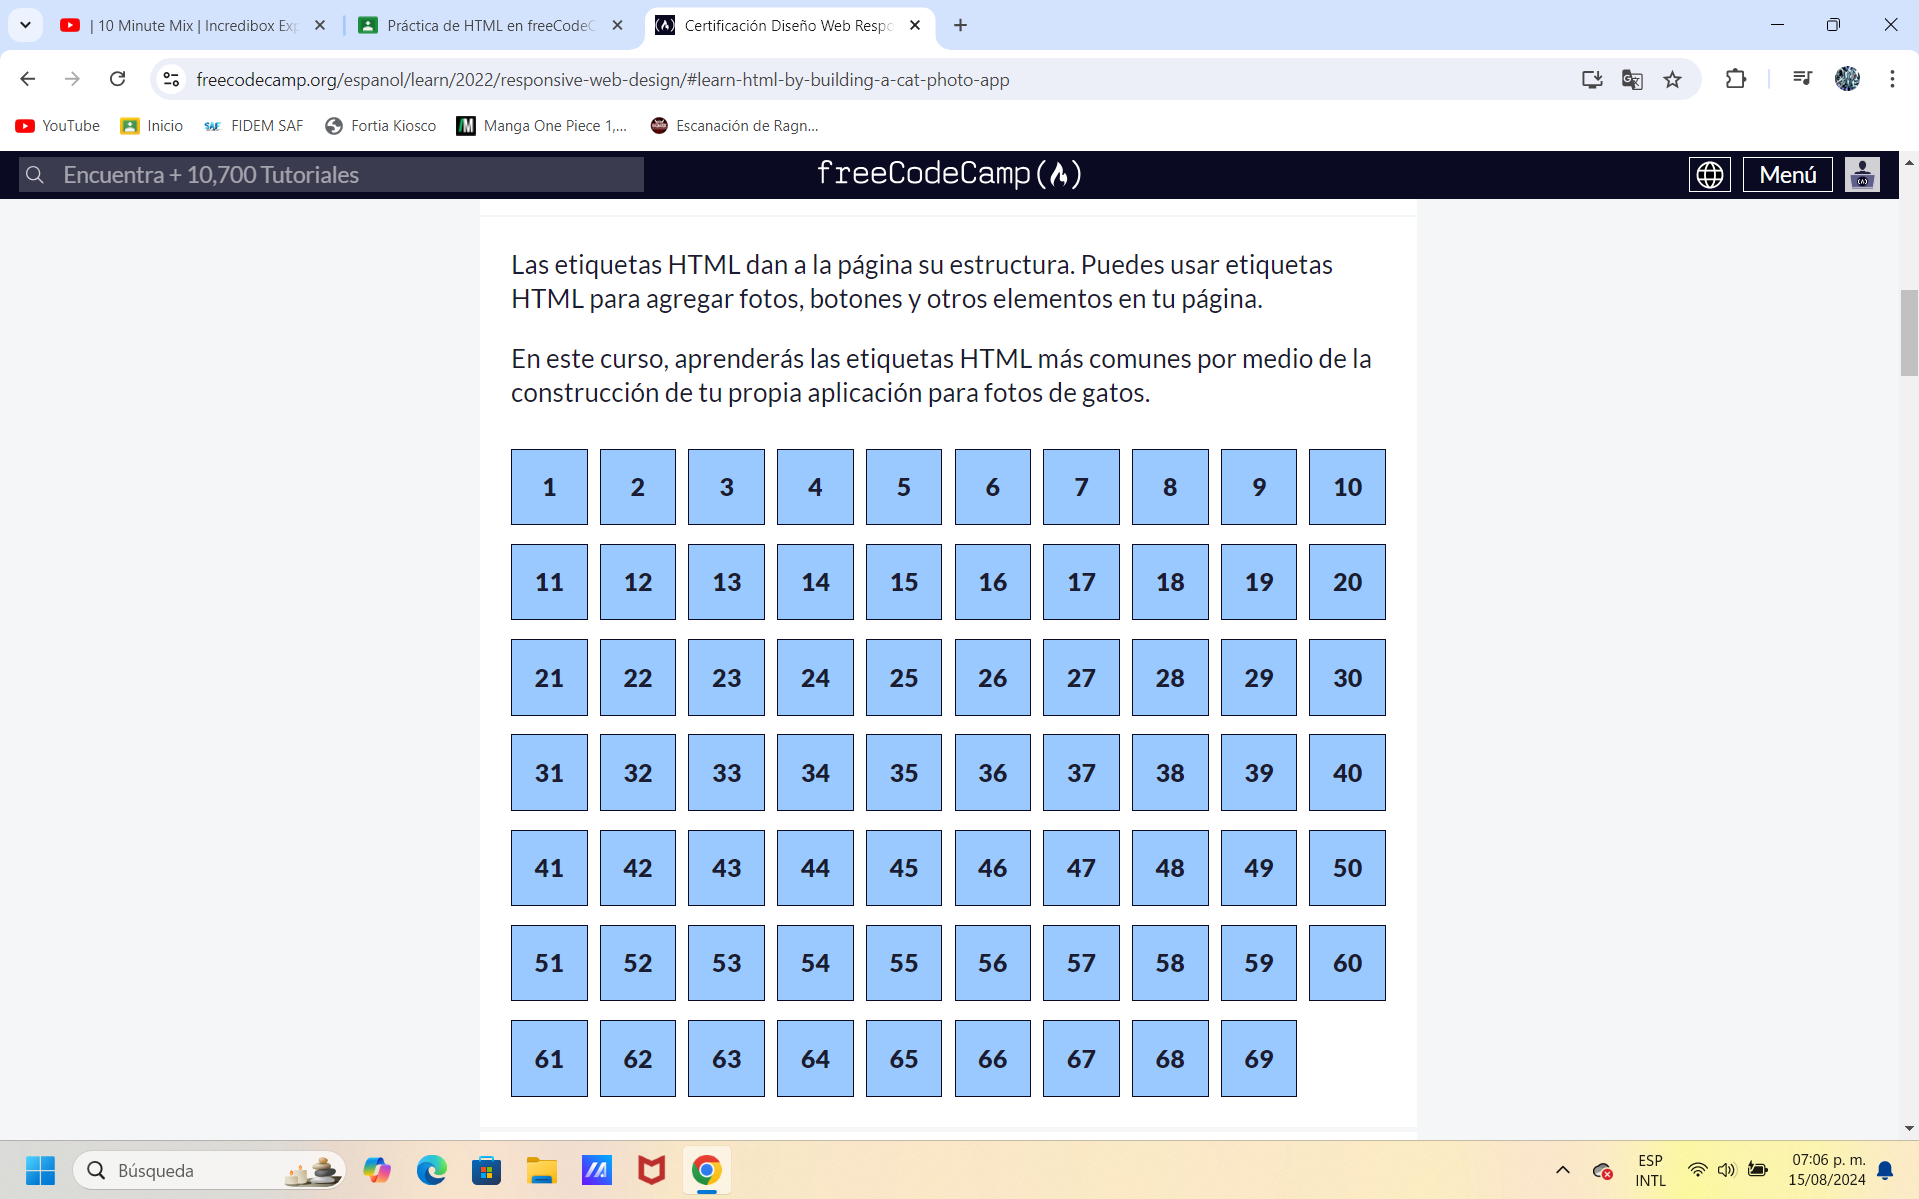 | 10 Minute Mix | Incredibox Exp
Práctica de HTML en freeCodeC
Certificación Diseño Web Respo
freecodecamp.org/espanol/learn/2022/responsive-web-design/#learn-html-by-building-a-cat-photo-app
YouTube Inicio FIDEM SAF Fortia Kiosco Manga One Piece 1,... Escanación de Ragn...
Encuentra + 10,700 Tutoriales freeCodeCamp(🔥) Menú
Las etiquetas HTML dan a la página su estructura. Puedes usar etiquetas
HTML para agregar fotos, botones y otros elementos en tu página.
En este curso, aprenderás las etiquetas HTML más comunes por medio de la
construcción de tu propia aplicación para fotos de gatos.
1 2 3 4 5 6 7 8 9 10
11 12 13 14 15 16 17 18 19 20
21 22 23 24 25 26 27 28 29 30
31 32 33 34 35 36 37 38 39 40
41 42 43 44 45 46 47 48 49 50
51 52 53 54 55 56 57 58 59 60
61 62 63 64 65 66 67 68 69
Búsqueda
ESP
INTL
07:06 p. m.
15/08/2024